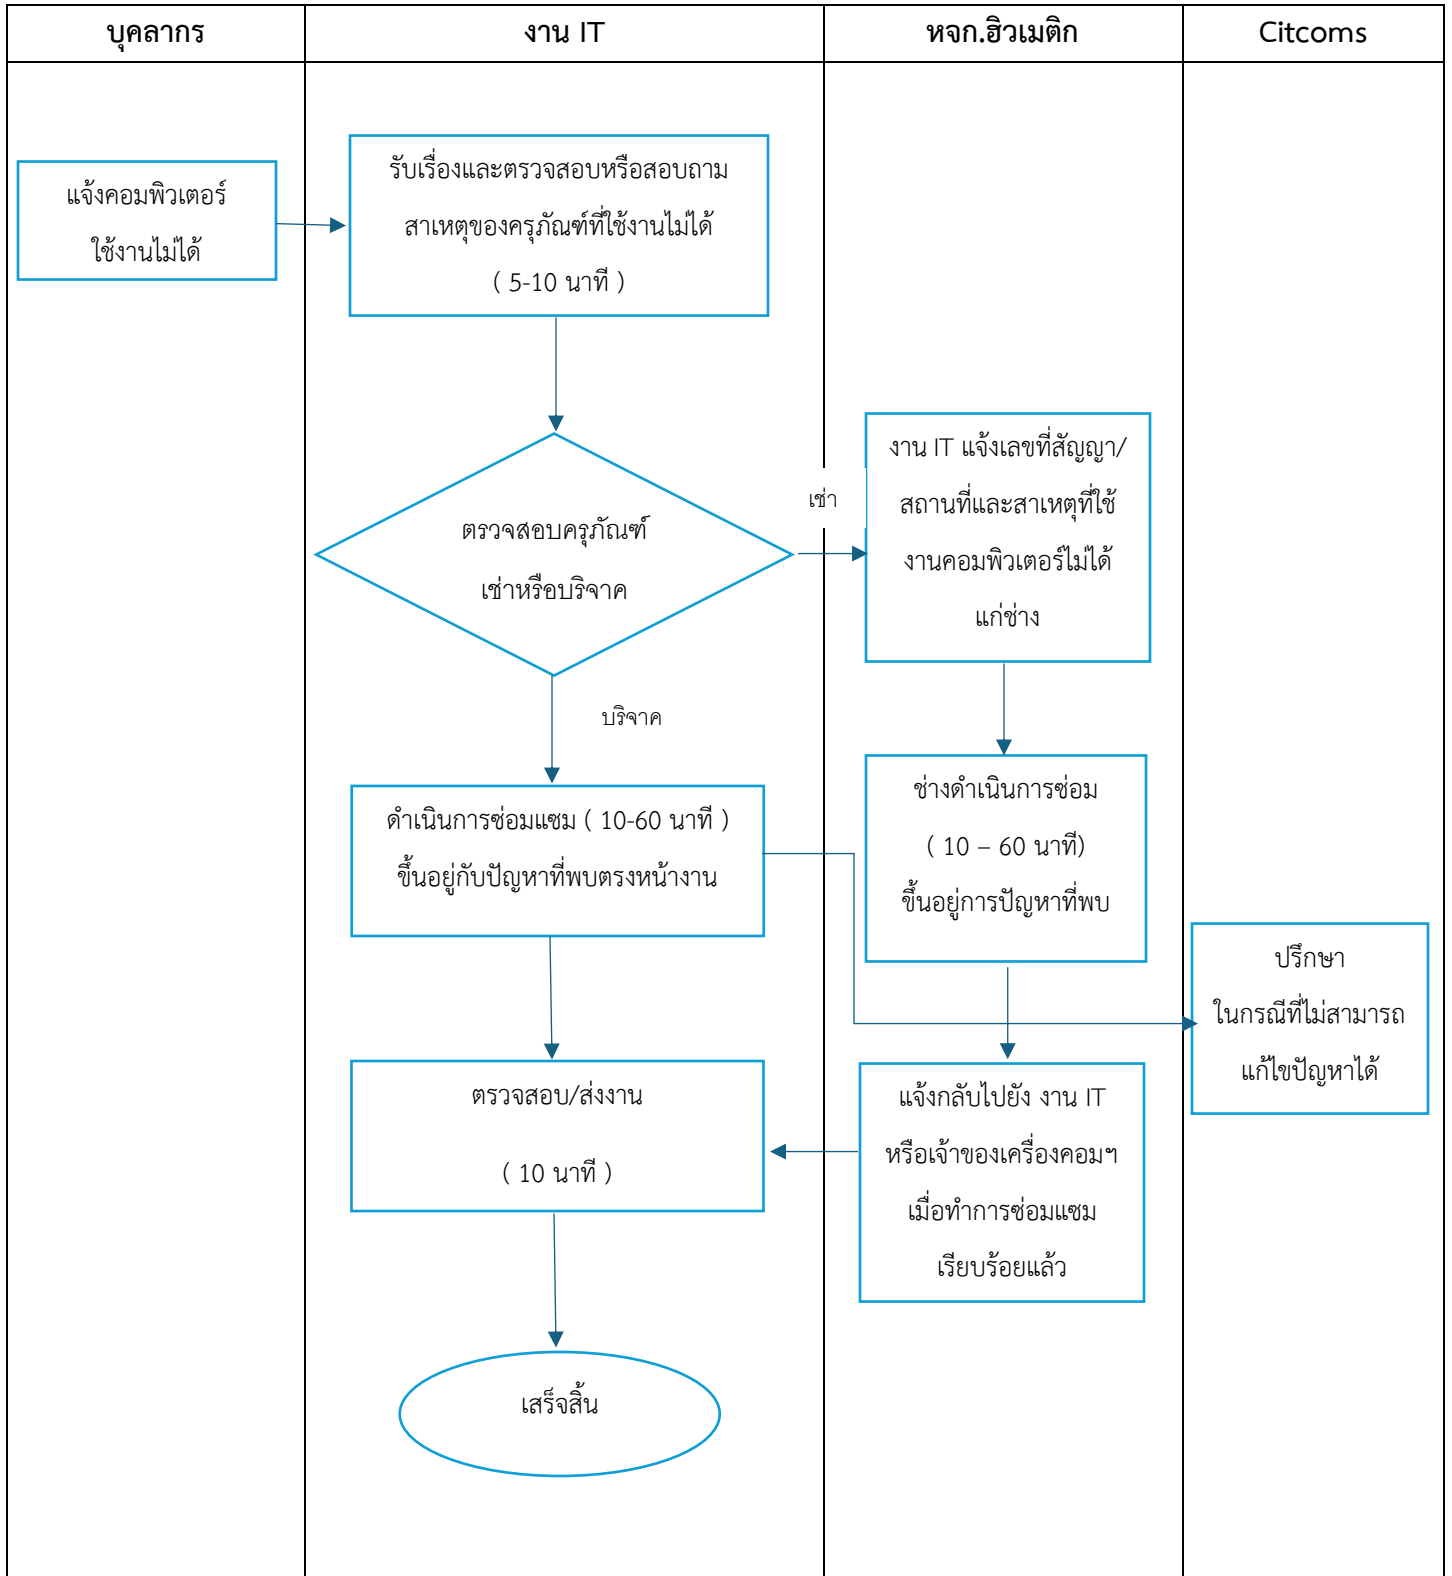 บุคลากร
งาน IT
หจก.ฮิวเมติก
Citcoms
แจ้งคอมพิวเตอร์
ใช้งานไม่ได้
รับเรื่องและตรวจสอบหรือสอบถาม
สาเหตุของครุภัณฑ์ที่ใช้งานไม่ได้
( 5-10 นาที )
ตรวจสอบครุภัณฑ์
เช่าหรือบริจาค
เช่า
งาน IT แจ้งเลขที่สัญญา/
สถานที่และสาเหตุที่ใช้
งานคอมพิวเตอร์ไม่ได้
แก่ช่าง
บริจาค
ดำเนินการซ่อมแซม ( 10-60 นาที )
ขึ้นอยู่กับปัญหาที่พบตรงหน้างาน
ช่างดำเนินการซ่อม
( 10 – 60 นาที)
ขึ้นอยู่การปัญหาที่พบ
ปรึกษา
ในกรณีที่ไม่สามารถ
แก้ไขปัญหาได้
ตรวจสอบ/ส่งงาน
( 10 นาที )
แจ้งกลับไปยัง งาน IT
หรือเจ้าของเครื่องคอมฯ
เมื่อทำการซ่อมแซม
เรียบร้อยแล้ว
เสร็จสิ้น